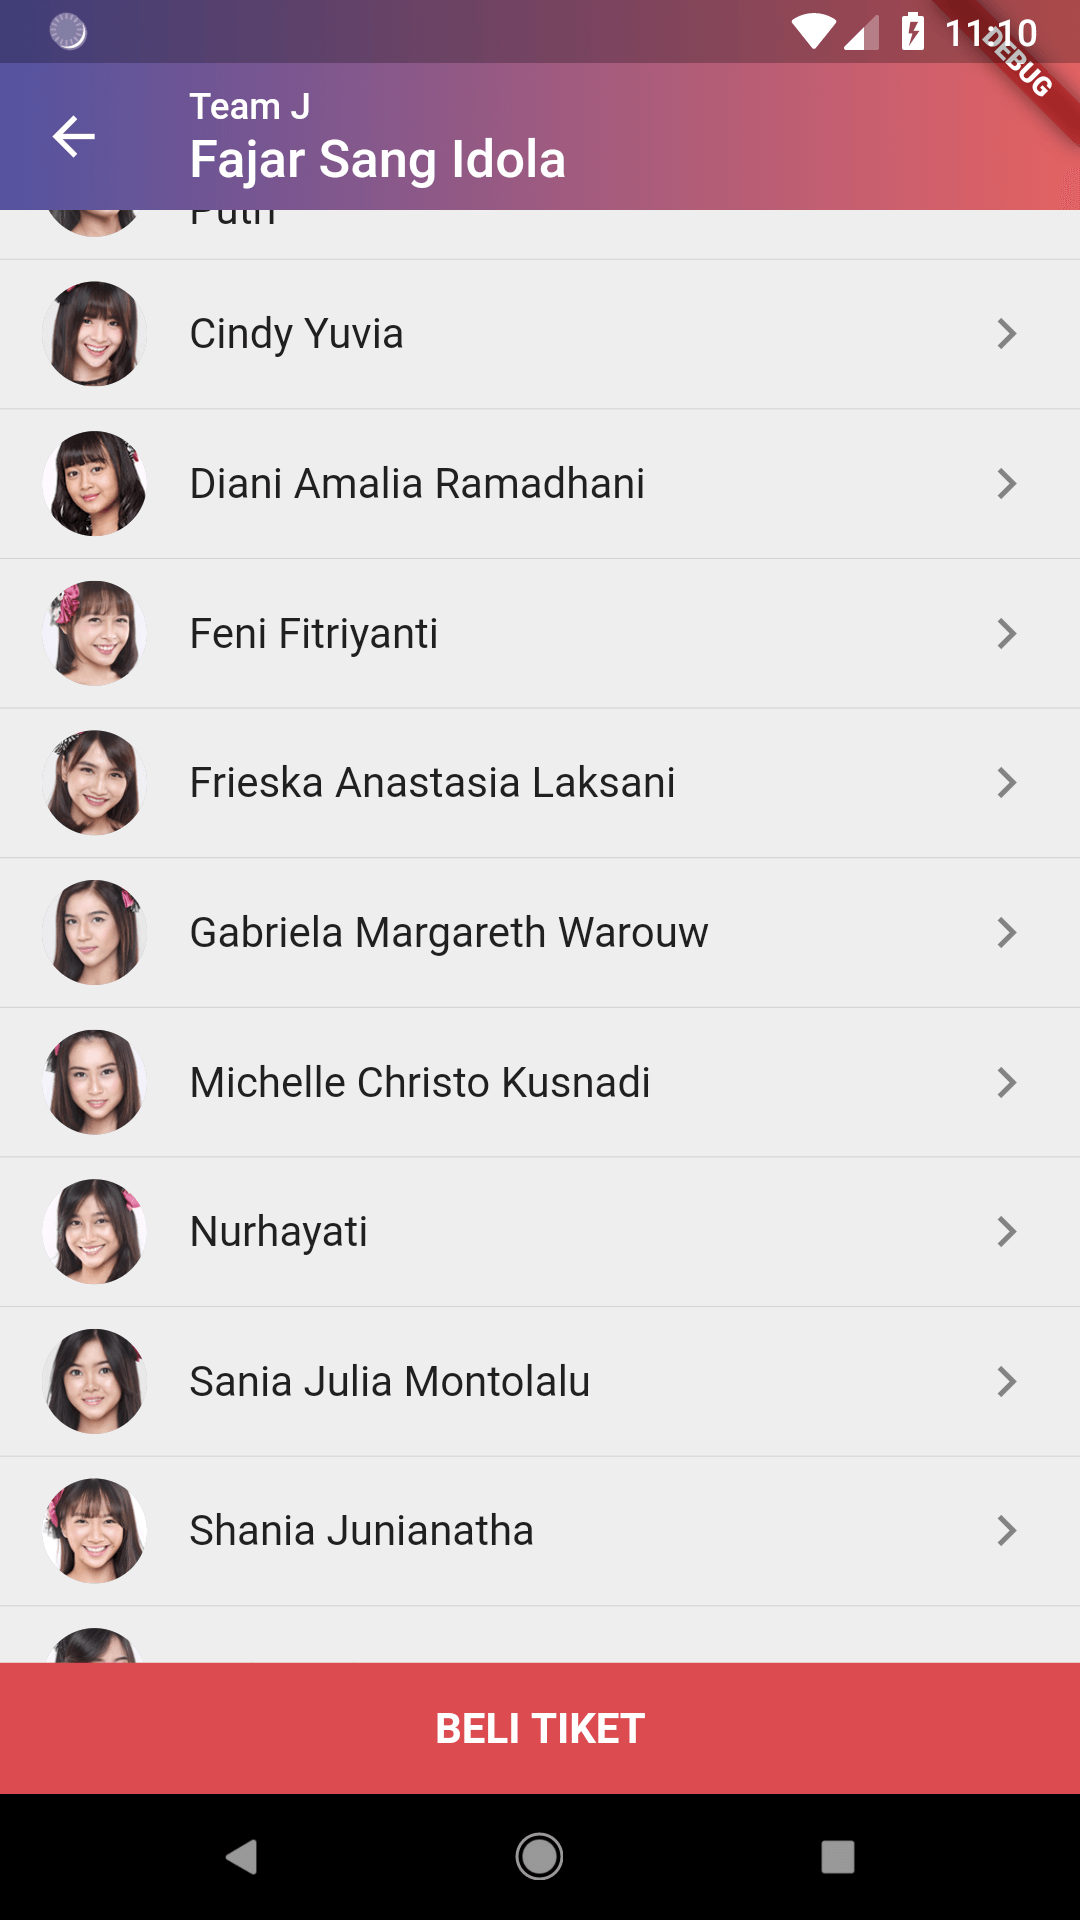 11:10
DEBUG
Team J
Fajar Sang Idola
Putri
Cindy Yuvia
Diani Amalia Ramadhani
Feni Fitriyanti
Frieska Anastasia Laksani
Gabriela Margareth Warouw
Michelle Christo Kusnadi
Nurhayati
Sania Julia Montolalu
Shania Junianatha
BELI TIKET